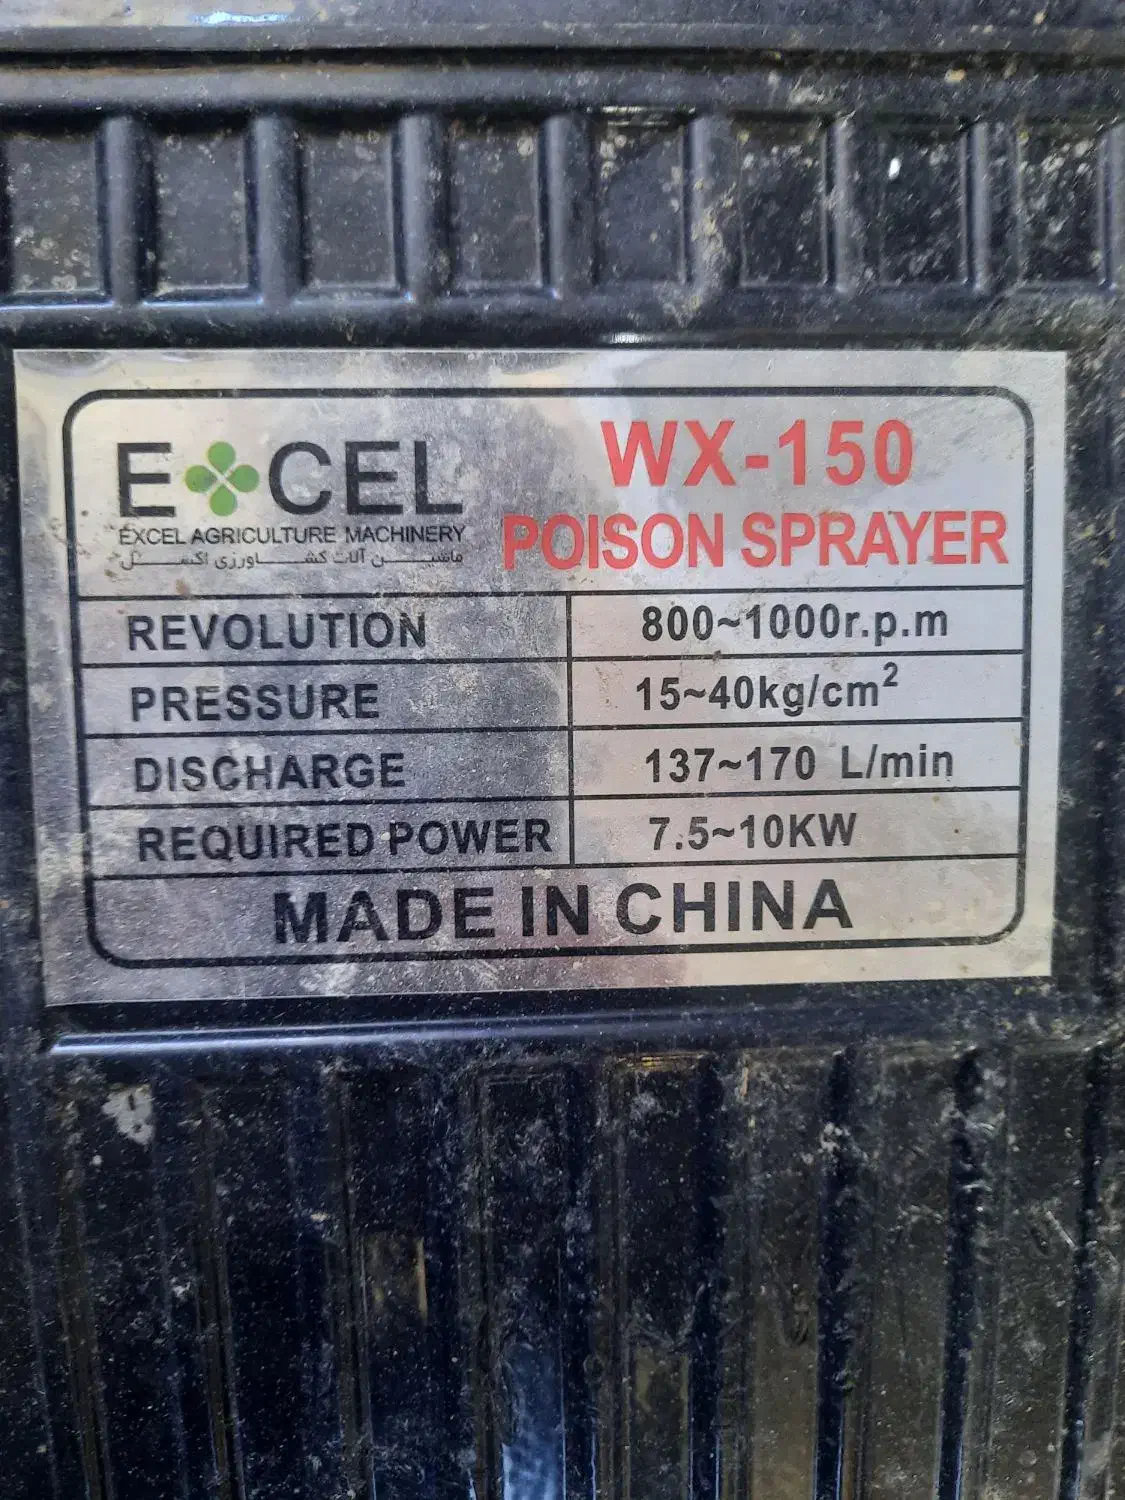 EXCEL
EXCEL AGRICULTURE MACHINERY
ماشین آلات کشاورزی اکسل
WX-150
POISON SPRAYER
REVOLUTION 800~1000r.p.m
PRESSURE 15~40kg/cm²
DISCHARGE 137~170 L/min
REQUIRED POWER 7.5~10KW
MADE IN CHINA